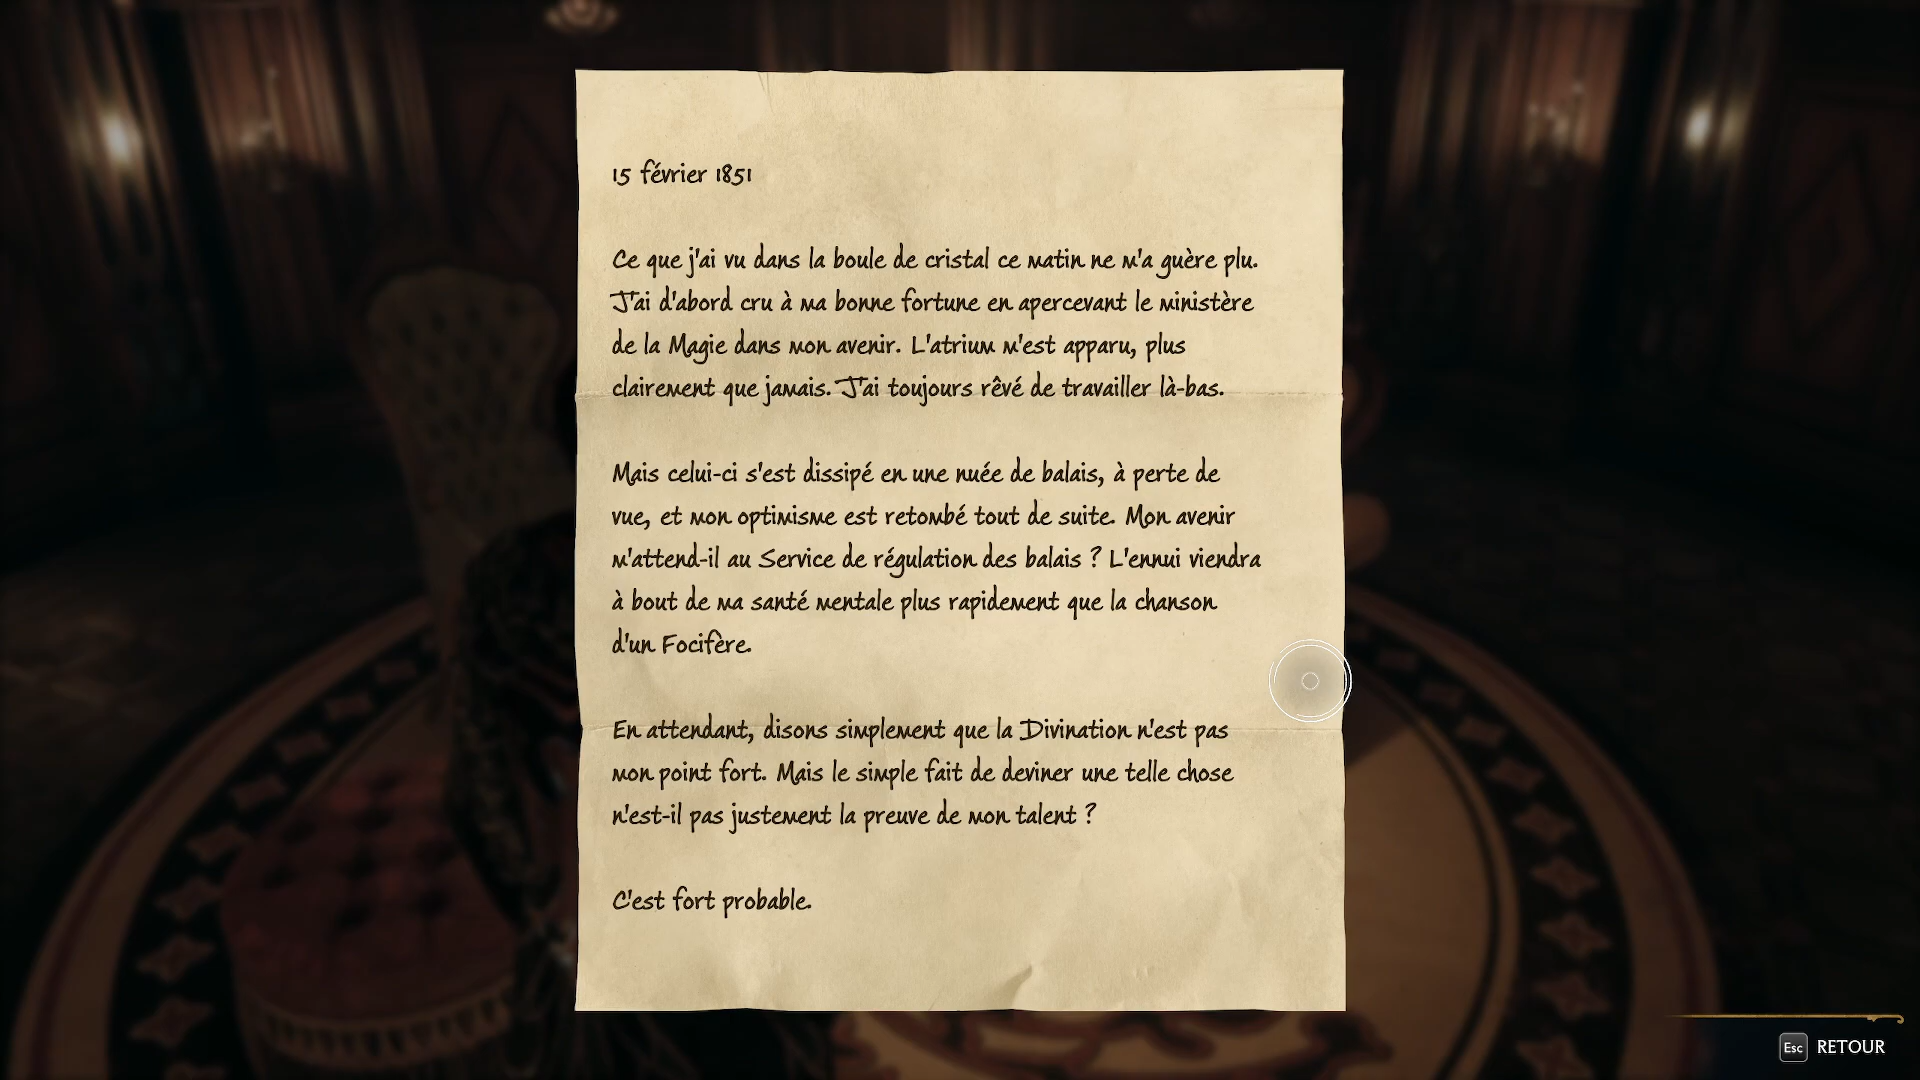 15 février 1851
Ce que j'ai vu dans la boule de cristal ce matin ne m'a guère plu.
J'ai d'abord cru à ma bonne fortune en apercevant le ministère
de la Magie dans mon avenir. L'atrium m'est apparu, plus
clairement que jamais. J'ai toujours rêvé de travailler là-bas.
Mais celui-ci s'est dissipé en une nuée de balais, à perte de
vue, et mon optimisme est retombé tout de suite. Mon avenir
m'attend-il au Service de régulation des balais ? L'ennui viendra
à bout de ma santé mentale plus rapidement que la chanson
d'un Focifère.
En attendant, disons simplement que la Divination n'est pas
mon point fort. Mais le simple fait de deviner une telle chose
n'est-il pas justement la preuve de mon talent ?
C'est fort probable.
Esc RETOUR